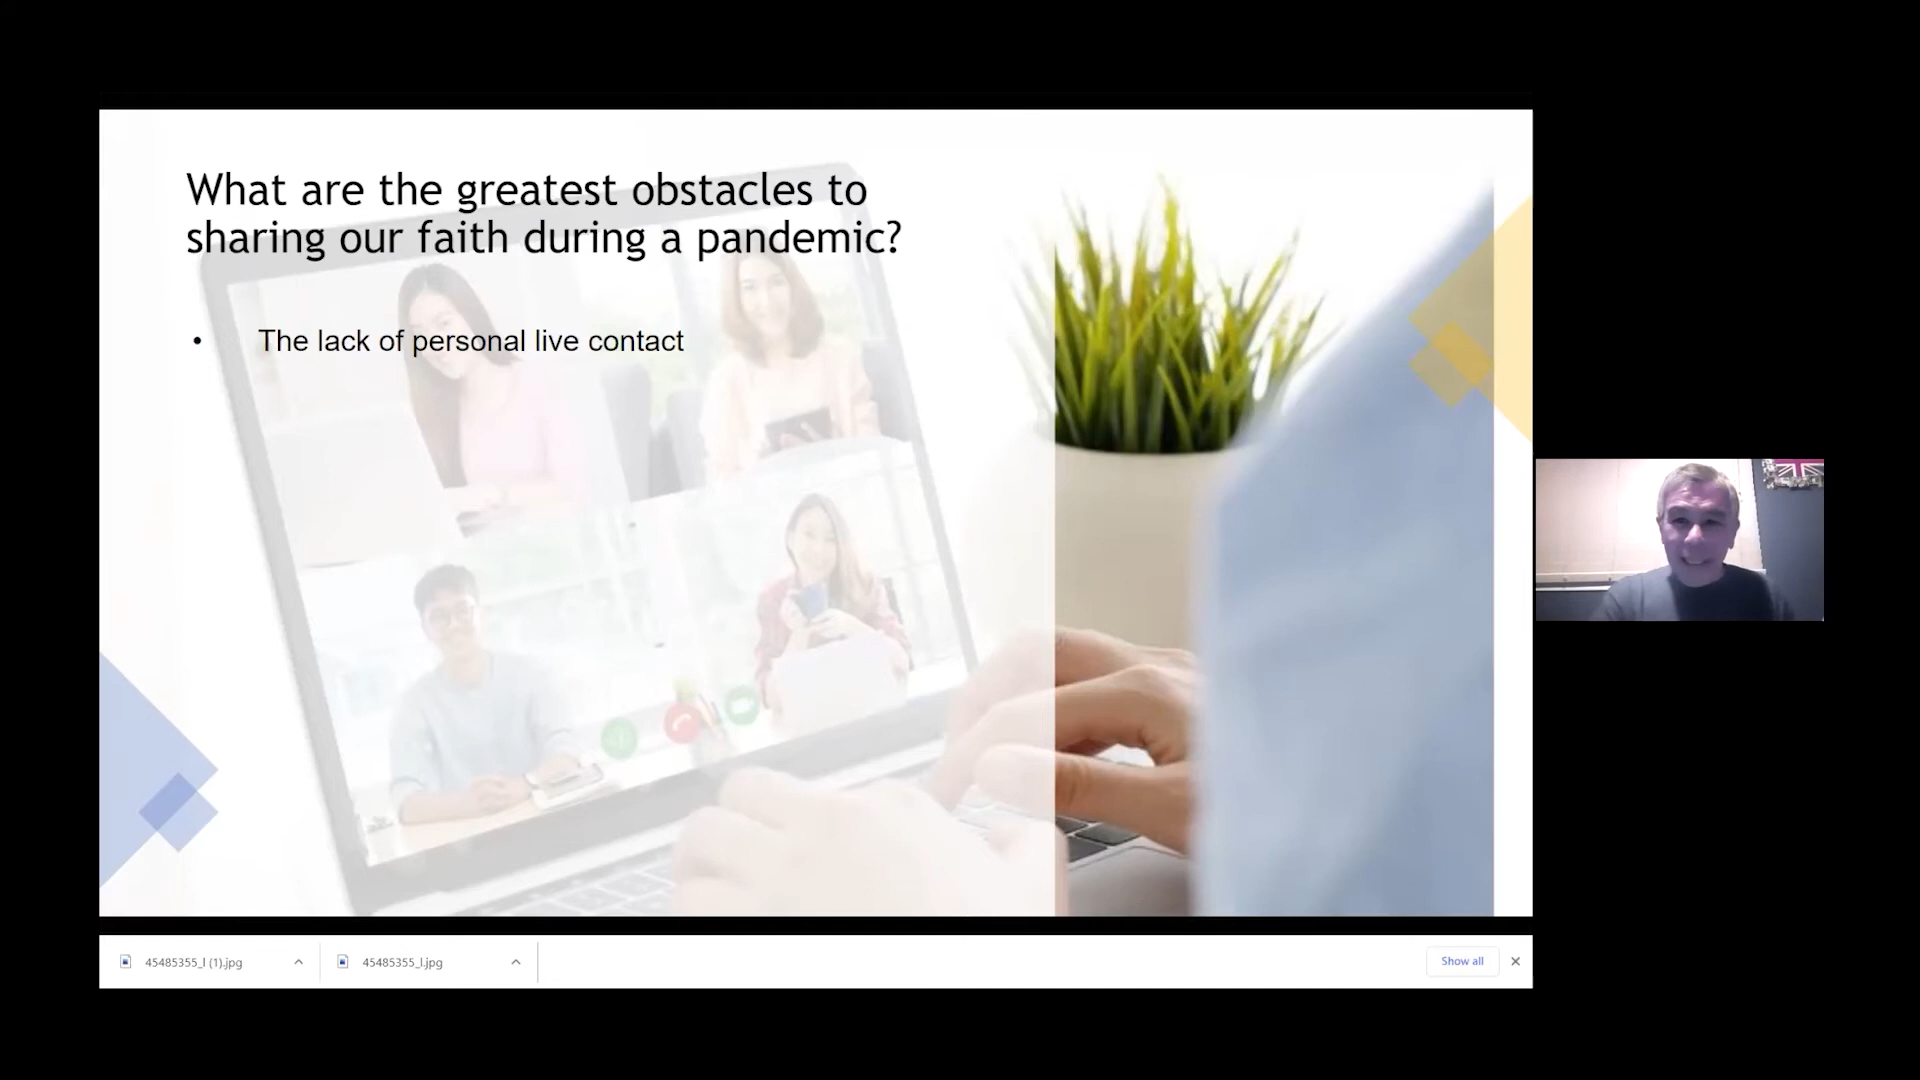 What are the greatest obstacles to
sharing our faith during a pandemic?
• The lack of personal live contact
45485355_l (1).jpg
45485355_l.jpg
Show all